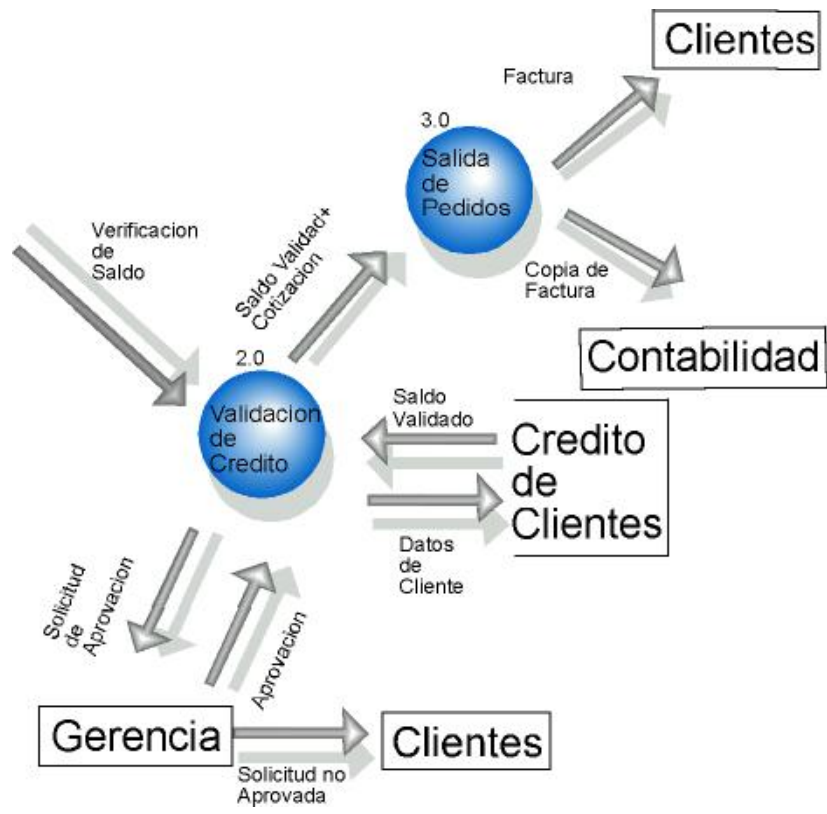 Clientes
Factura
3.0
Salida
de
Pedidos
Verificacion
de
Saldo
Saldo Validad+
Cotizacion
Copia de
Factura
Contabilidad
2.0
Validacion
de
Credito
Saldo
Validado
Credito
de
Clientes
Datos
de
Cliente
Solicitud
de
Aprovacion
Aprovacion
Gerencia
Clientes
Solicitud no
Aprovada